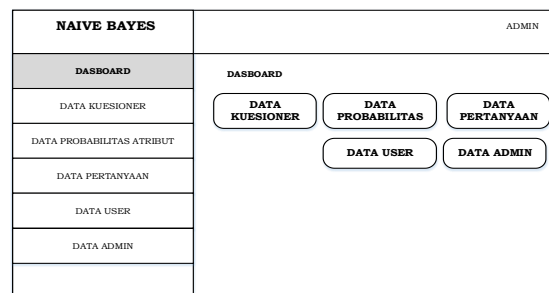 NAIVE BAYES
ADMIN
DASBOARD
DATA KUESIONER
DATA PROBABILITAS ATRIBUT
DATA PERTANYAAN
DATA USER
DATA ADMIN
DASBOARD
DATA
KUESIONER
DATA
PROBABILITAS
DATA
PERTANYAAN
DATA USER
DATA ADMIN